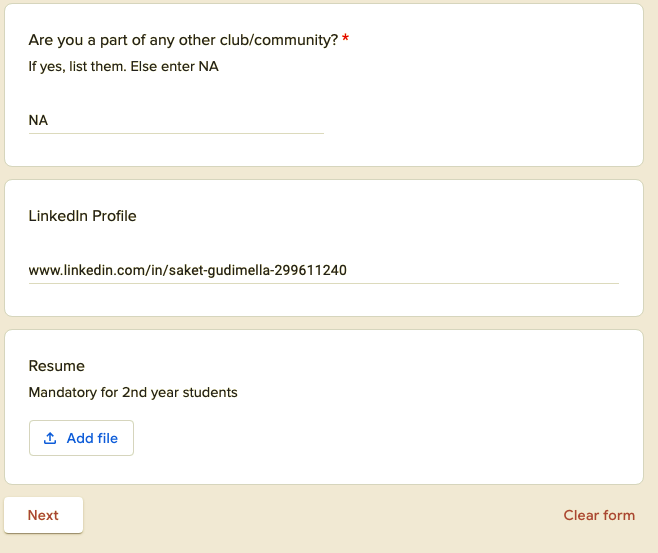 Are you a part of any other club/community? *
If yes, list them. Else enter NA
NA
LinkedIn Profile
www.linkedin.com/in/saket-gudimella-299611240
Resume
Mandatory for 2nd year students
Add file
Next
Clear form